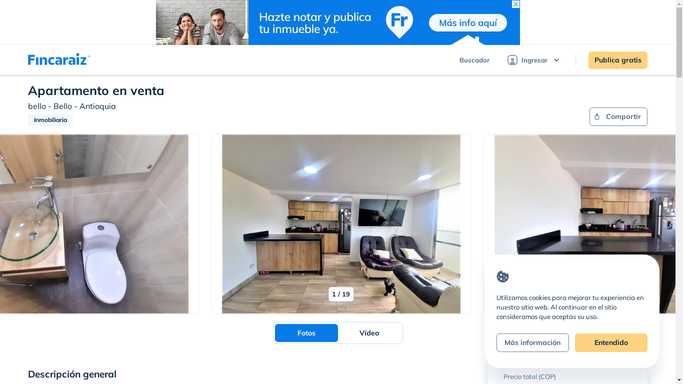 Hazte notar y publica
tu inmueble ya.
Fr
Más info aquí
Fincaraíz
Buscador
Ingresar
Publica gratis
Apartamento en venta
bello - Bello - Antioquia
Inmobiliaria
Compartir
1 / 19
Fotos
Vídeo
Utilizamos cookies para mejorar tu experiencia en
nuestro sitio web. Al continuar en el sitio
consideramos que aceptas su uso.
Más información
Entendido
Descripción general
Precio total (COP)